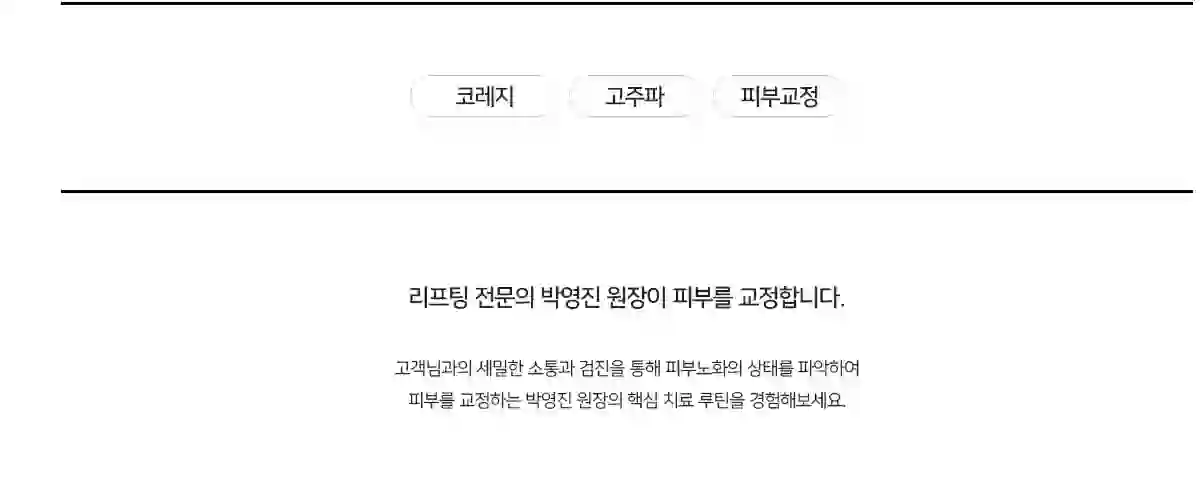 코레지 고주파 피부교정
리프팅 전문의 박영진 원장이 피부를 교정합니다.
고객님과의 세밀한 소통과 검진을 통해 피부노화의 상태를 파악하여
피부를 교정하는 박영진 원장의 핵심 치료 루틴을 경험해보세요.